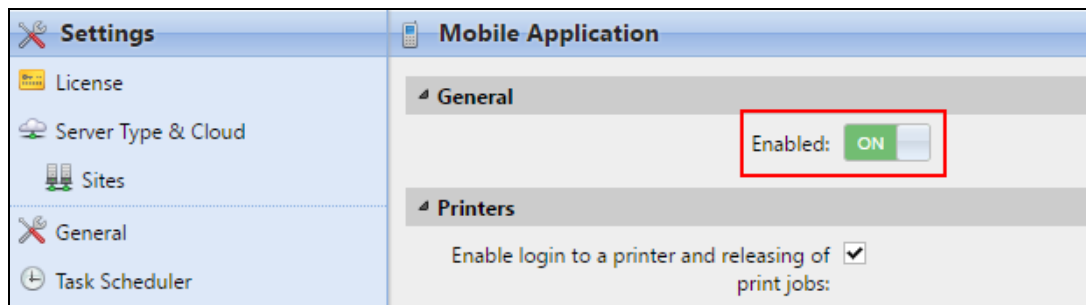 Settings
License
Server Type & Cloud
Sites
General
Task Scheduler
Mobile Application
General
Enabled: ON
Printers
Enable login to a printer and releasing of
print jobs: